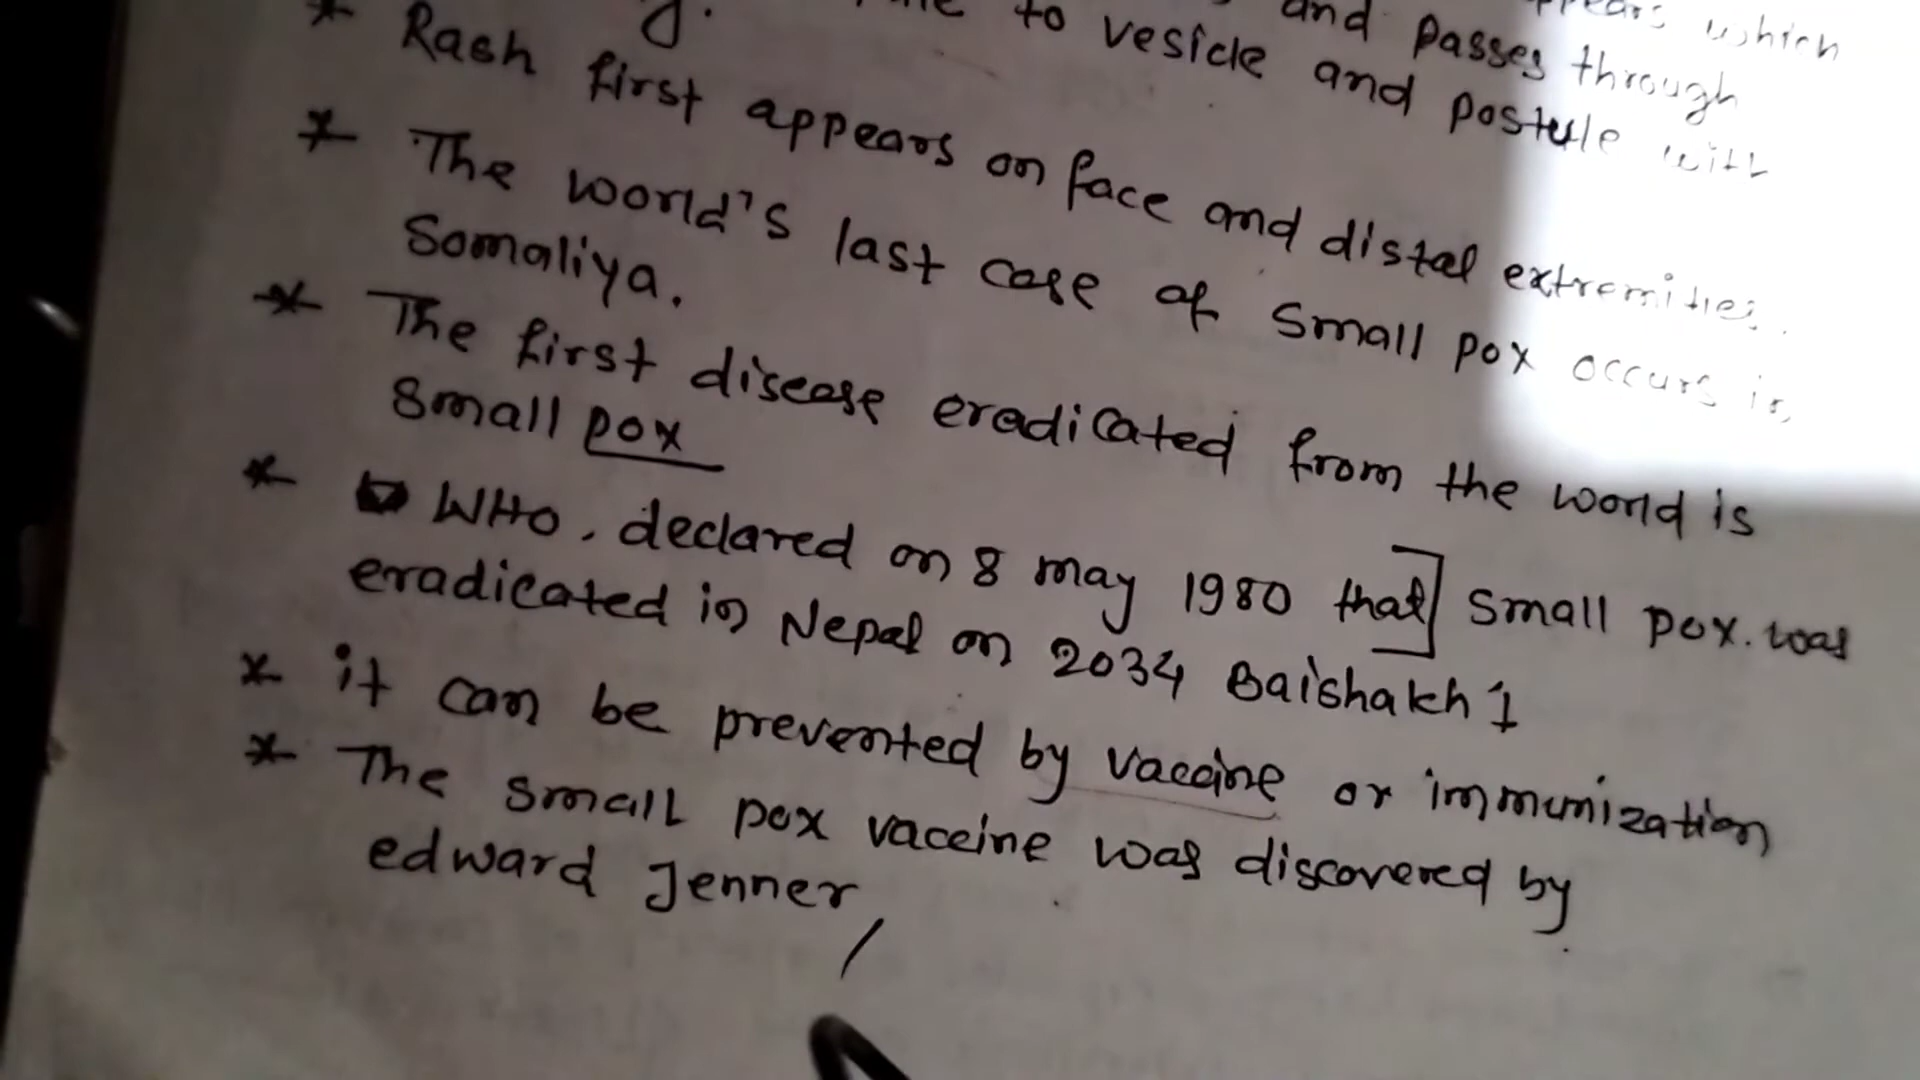 which
and passes through
to vesicle and postule with
* Rash first appears on face and distal extremities.
* The world's last case of small pox occurs in
Somaliya.
* The first disease eradicated from the world is
small pox
* WHO, declared on 8 may 1980 that] small pox. was
eradicated in Nepal on 2034 Baishakh 1
* it can be prevented by vaccine or immunization
* The small pox vaccine was discovered by
edward Jenner